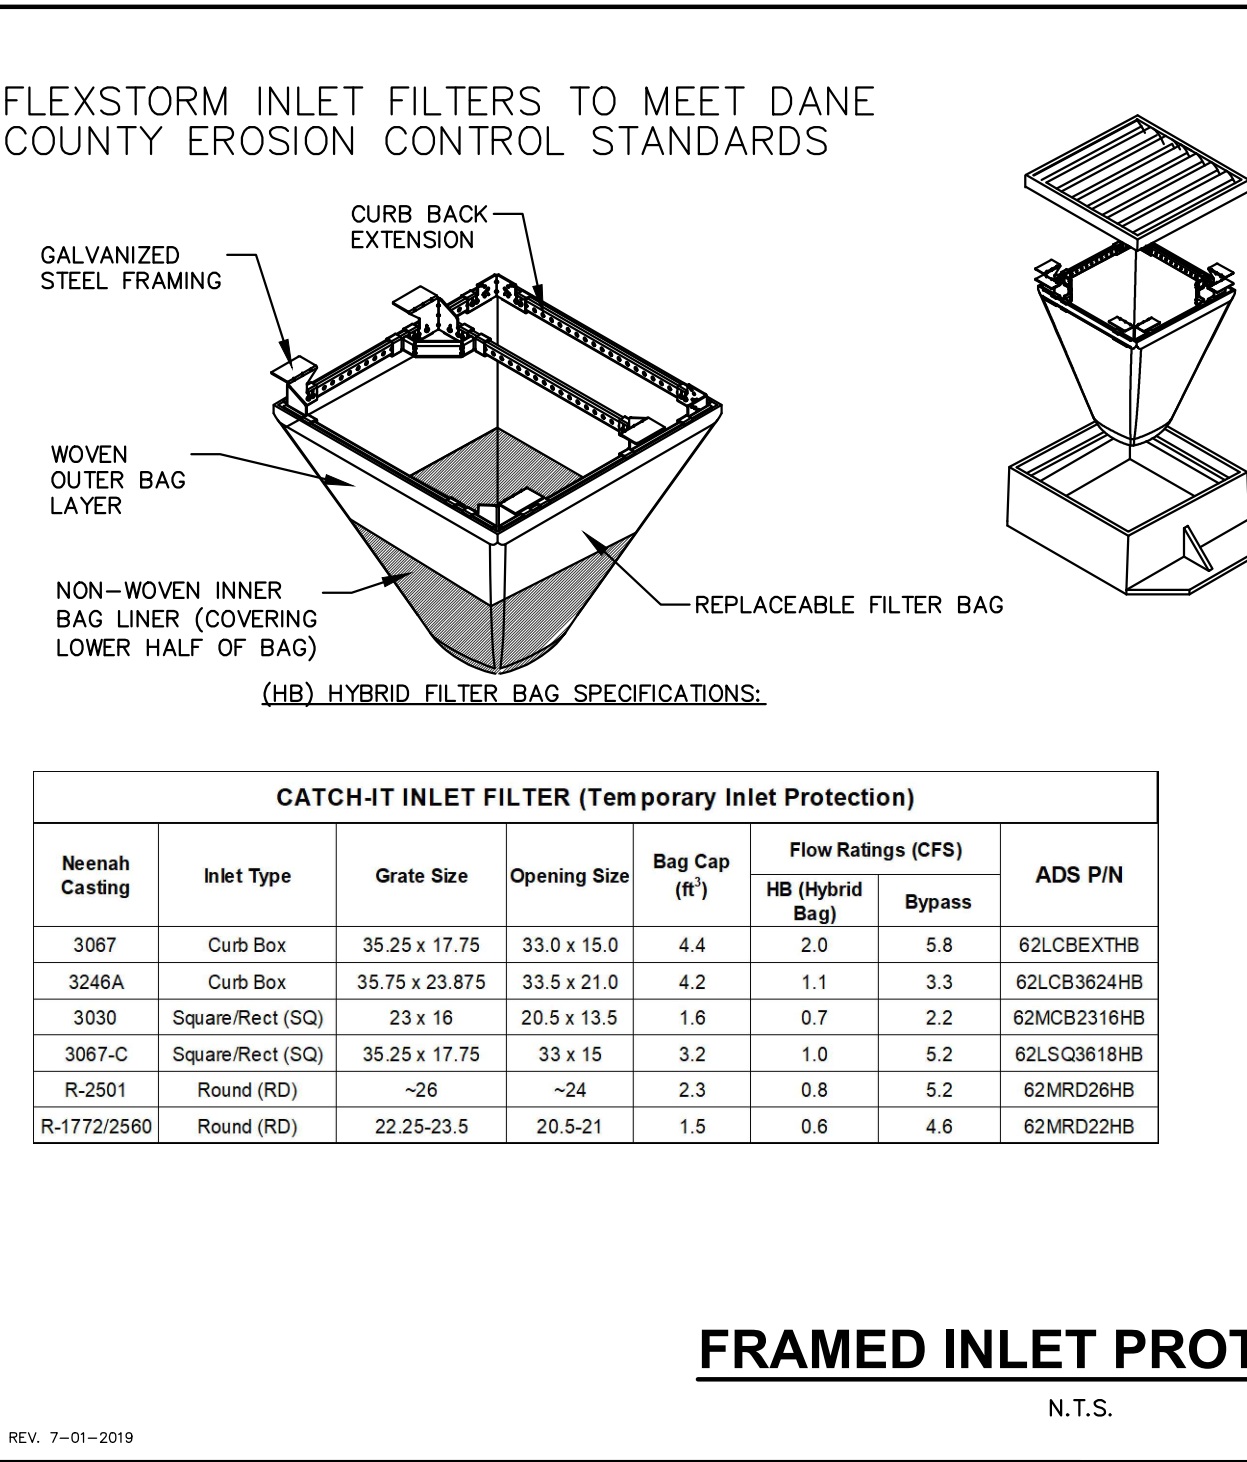 FLEXSTORM INLET FILTERS TO MEET DANE
COUNTY EROSION CONTROL STANDARDS
CURB BACK
EXTENSION
GALVANIZED
STEEL FRAMING
WOVEN
OUTER BAG
LAYER
NON-WOVEN INNER
BAG LINER (COVERING
LOWER HALF OF BAG)
REPLACEABLE FILTER BAG
(HB) HYBRID FILTER BAG SPECIFICATIONS:
CATCH-IT INLET FILTER (Temporary Inlet Protection)
Neenah Casting Inlet Type Grate Size Opening Size Bag Cap (ft³) Flow Ratings (CFS) ADS P/N
HB (Hybrid Bag) Bypass
3067 Curb Box 35.25 x 17.75 33.0 x 15.0 4.4 2.0 5.8 62LCBEXTHB
3246A Curb Box 35.75 x 23.875 33.5 x 21.0 4.2 1.1 3.3 62LCB3624HB
3030 Square/Rect (SQ) 23 x 16 20.5 x 13.5 1.6 0.7 2.2 62MCB2316HB
3067-C Square/Rect (SQ) 35.25 x 17.75 33 x 15 3.2 1.0 5.2 62LSQ3618HB
R-2501 Round (RD) ~26 ~24 2.3 0.8 5.2 62MRD26HB
R-1772/2560 Round (RD) 22.25-23.5 20.5-21 1.5 0.6 4.6 62MRD22HB
FRAMED INLET PROT
N.T.S.
REV. 7-01-2019